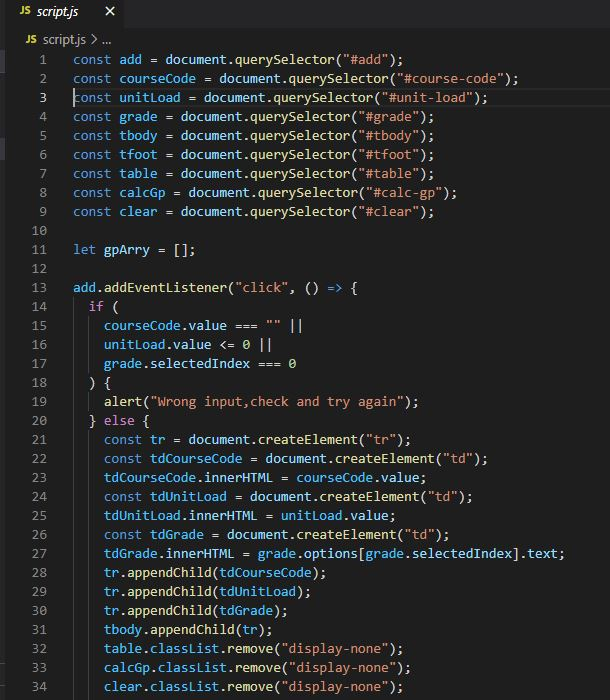 JS script.js ×
JS script.js > ...
1 const add = document.querySelector("#add");
2 const courseCode = document.querySelector("#course-code");
3 const unitLoad = document.querySelector("#unit-load");
4 const grade = document.querySelector("#grade");
5 const tbody = document.querySelector("#tbody");
6 const tfoot = document.querySelector("#tfoot");
7 const table = document.querySelector("#table");
8 const calcGp = document.querySelector("#calc-gp");
9 const clear = document.querySelector("#clear");
10
11 let gpArry = [];
12
13 add.addEventListener("click", () => {
14   if (
15     courseCode.value === "" ||
16     unitLoad.value <= 0 ||
17     grade.selectedIndex === 0
18   ) {
19     alert("Wrong input,check and try again");
20   } else {
21     const tr = document.createElement("tr");
22     const tdCourseCode = document.createElement("td");
23     tdCourseCode.innerHTML = courseCode.value;
24     const tdUnitLoad = document.createElement("td");
25     tdUnitLoad.innerHTML = unitLoad.value;
26     const tdGrade = document.createElement("td");
27     tdGrade.innerHTML = grade.options[grade.selectedIndex].text;
28     tr.appendChild(tdCourseCode);
29     tr.appendChild(tdUnitLoad);
30     tr.appendChild(tdGrade);
31     tbody.appendChild(tr);
32     table.classList.remove("display-none");
33     calcGp.classList.remove("display-none");
34     clear.classList.remove("display-none");